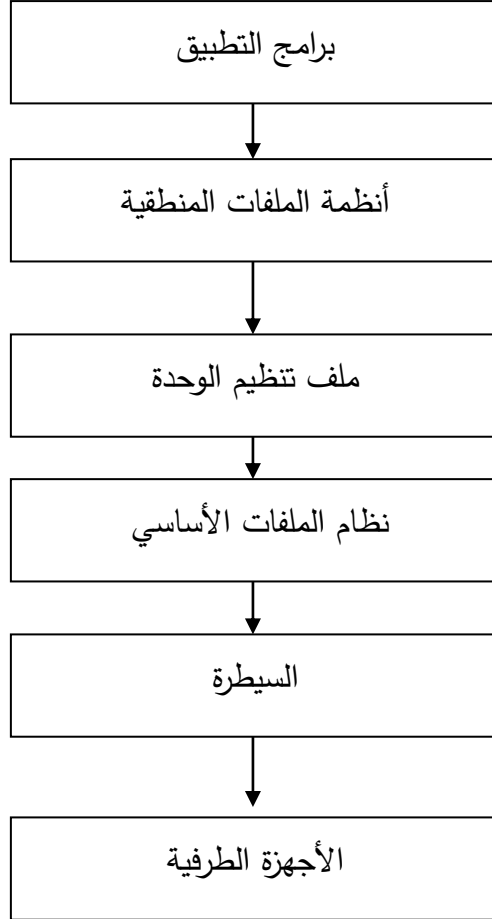 برامج التطبيق
أنظمة الملفات المنطقية
ملف تنظيم الوحدة
نظام الملفات الأساسي
السيطرة
الأجهزة الطرفية